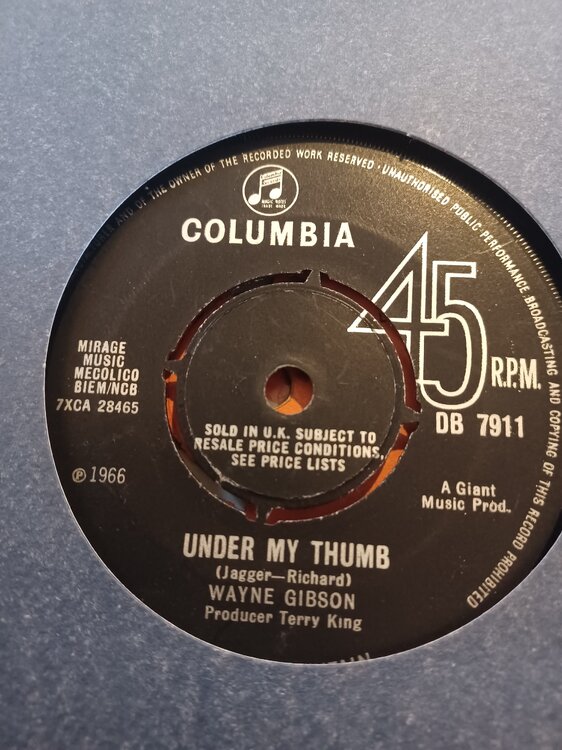 AND OF THE OWNER OF THE RECORDED WORK RESERVED · UNAUTHORISED PUBLIC PERFORMANCE BROADCASTING AND COPYING OF THIS RECORD PROHIBITED
COLUMBIA
45
R.P.M.
MIRAGE
MUSIC
MECOLICO
BIEM/NCB
7XCA 28465
DB 7911
SOLD IN U.K. SUBJECT TO
RESALE PRICE CONDITIONS,
SEE PRICE LISTS
℗ 1966
A Giant
Music Prod.
UNDER MY THUMB
(Jagger—Richard)
WAYNE GIBSON
Producer Terry King